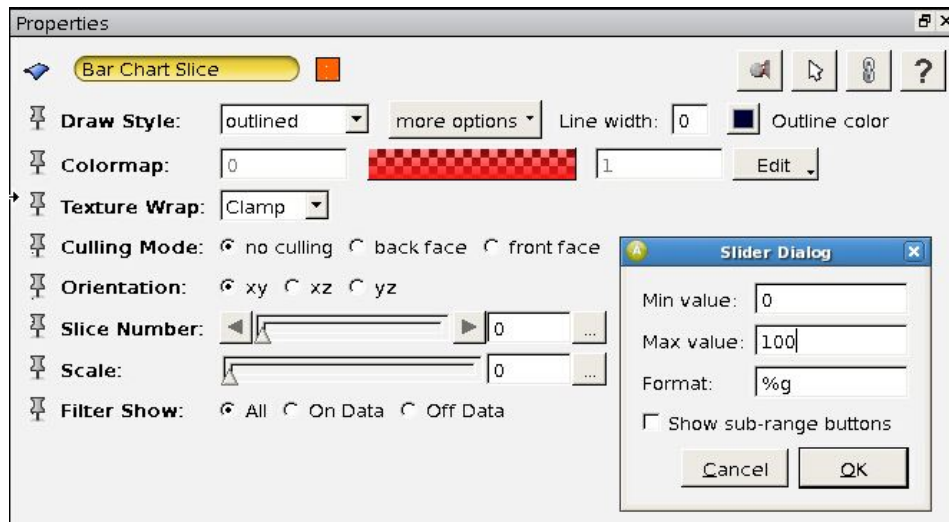 Properties
Bar Chart Slice ?
Draw Style: outlined more options Line width: 0 Outline color
Colormap: 0 1 Edit
Texture Wrap: Clamp
Culling Mode: no culling back face front face
Orientation: xy xz yz
Slice Number: 0 ...
Scale: 0 ...
Filter Show: All On Data Off Data
A Slider Dialog
Min value: 0
Max value: 100
Format: %g
Show sub-range buttons
Cancel OK